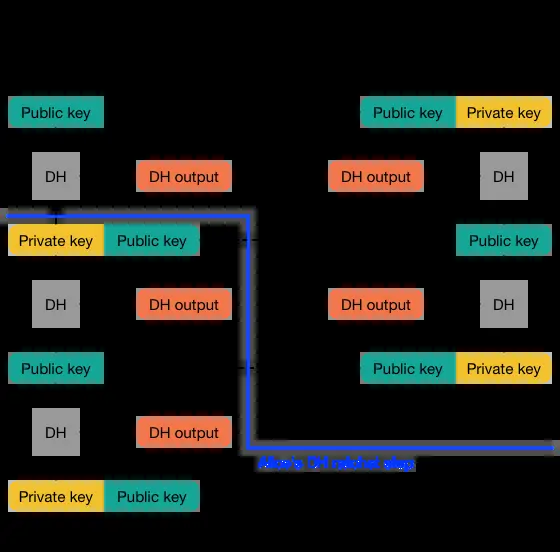 Public key Public key Private key
DH DH output DH output DH
Private key Public key Public key
DH DH output DH output DH
Public key Public key Private key
DH DH output
Alice's DH ratchet step
Private key Public key